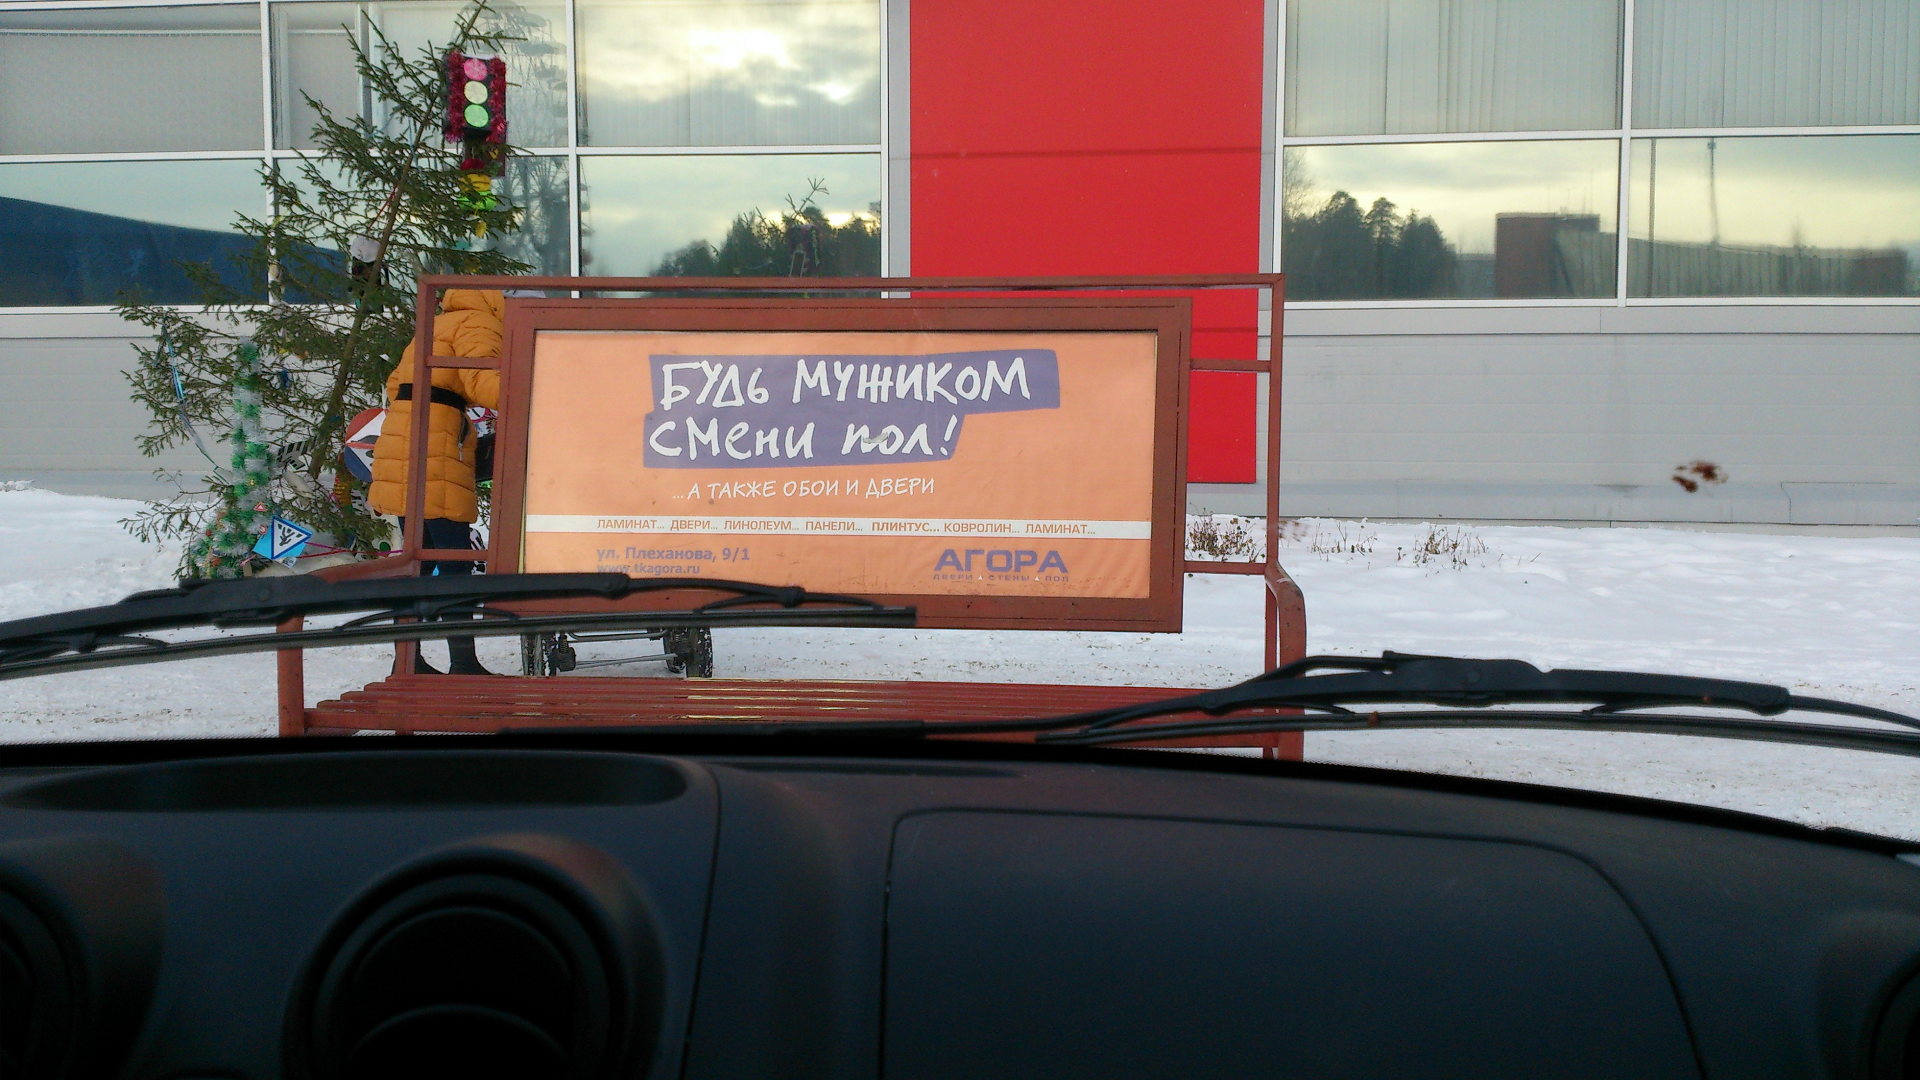 БУДЬ МУЖИКОМ
СМЕНИ ПОЛ!
...А ТАКЖЕ ОБОИ И ДВЕРИ
ЛАМИНАТ... ДВЕРИ... ЛИНОЛЕУМ... ПАНЕЛИ... ПЛИНТУС... КОВРОЛИН... ЛАМИНАТ...
ул. Плеханова, 9/1
www.tkagora.ru
АГОРА
ДВЕРИ СТЕНЫ ПОЛ